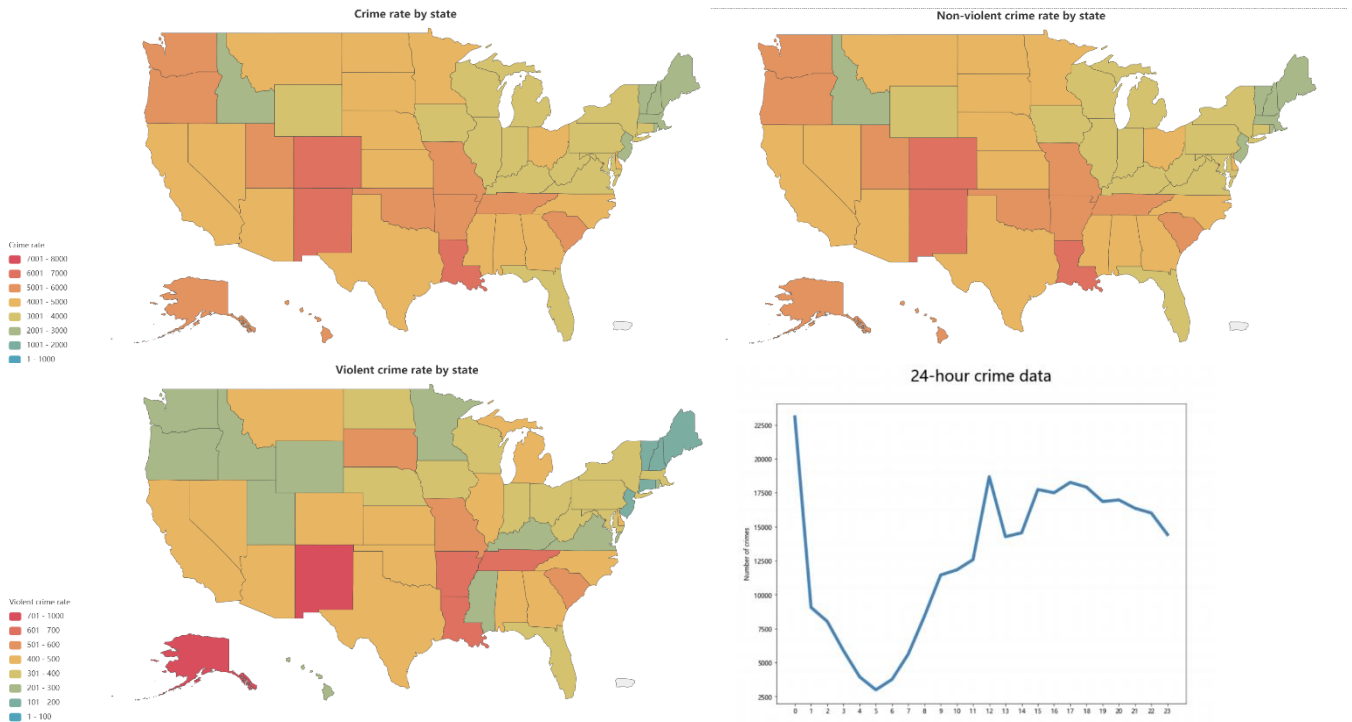 Crime rate by state
Crime rate
7001 - 8000
6001 - 7000
5001 - 6000
4001 - 5000
3001 - 4000
2001 - 3000
1001 - 2000
1 - 1000
Non-violent crime rate by state
Violent crime rate by state
Violent crime rate
701 - 1000
601 - 700
501 - 600
400 - 500
301 - 400
201 - 300
101 - 200
1 - 100
24-hour crime data
Number of crimes
22500
20000
17500
15000
12500
10000
7500
5000
2500
0 1 2 3 4 5 6 7 8 9 10 11 12 13 14 15 16 17 18 19 20 21 22 23